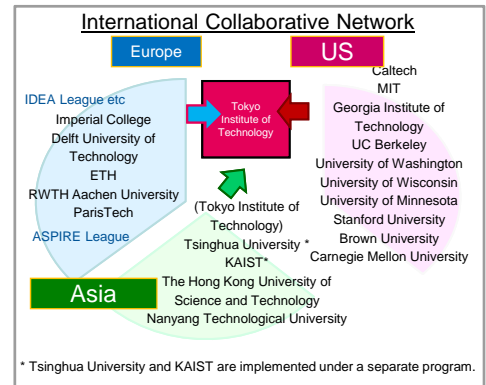 International Collaborative Network
Europe
US
IDEA League etc
Imperial College
Delft University of
Technology
ETH
RWTH Aachen University
ParisTech
ASPIRE League
Tokyo
Institute of
Technology
Caltech
MIT
Georgia Institute of
Technology
UC Berkeley
University of Washington
University of Wisconsin
University of Minnesota
Stanford University
Brown University
Carnegie Mellon University
Asia
(Tokyo Institute of
Technology)
Tsinghua University *
KAIST*
The Hong Kong University of
Science and Technology
Nanyang Technological University
* Tsinghua University and KAIST are implemented under a separate program.